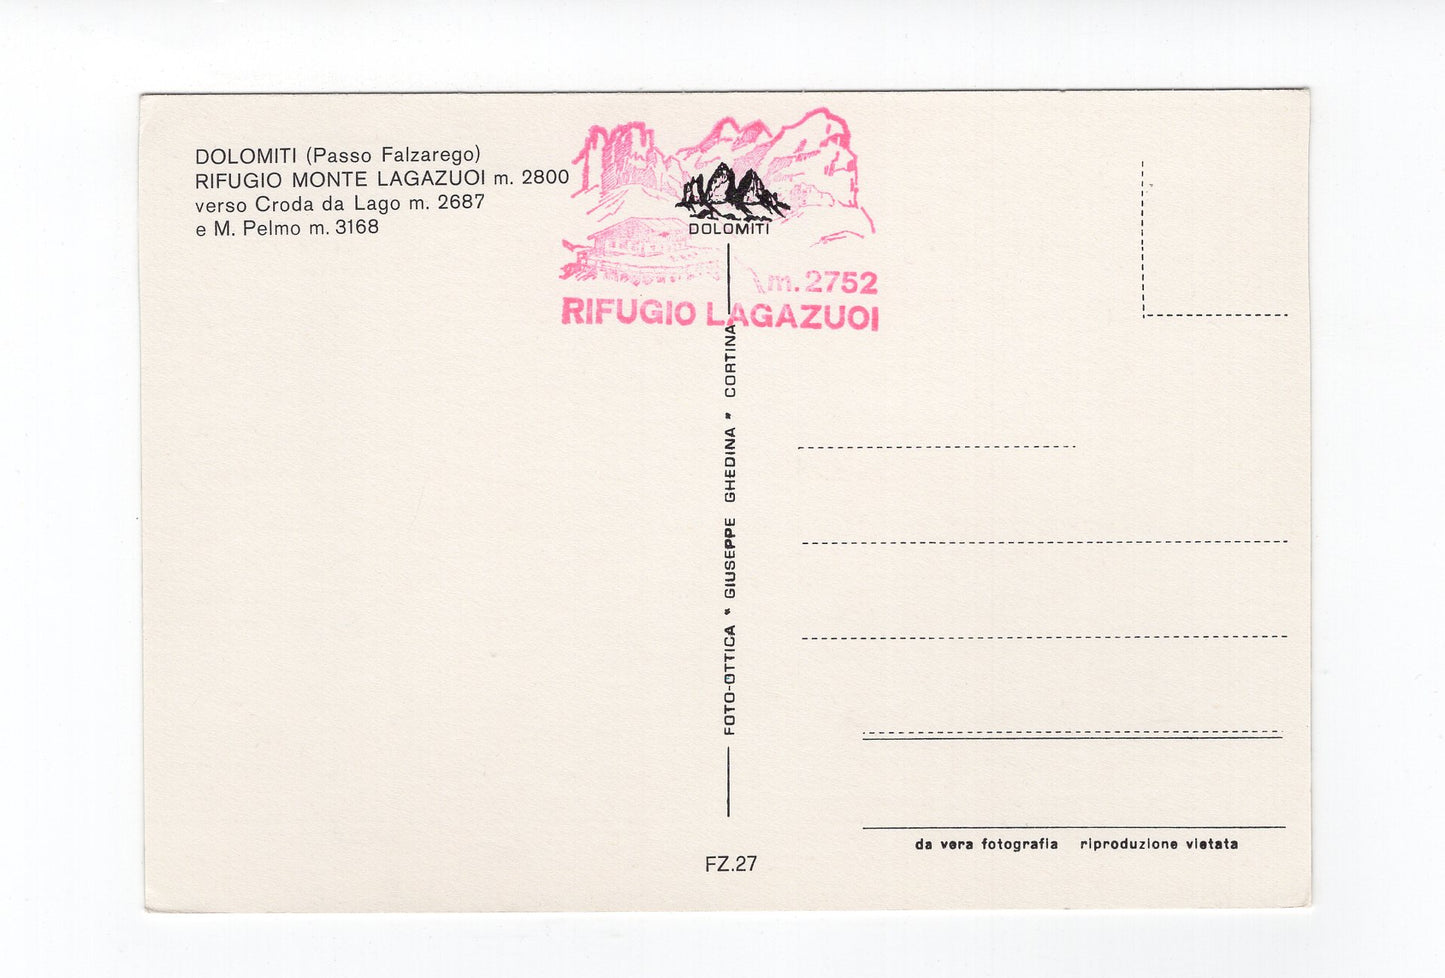 DOLOMITI (Passo Falzarego)
RIFUGIO MONTE LAGAZUOI m. 2800
verso Croda da Lago m. 2687
e M. Pelmo m. 3168
DOLOMITI
m. 2752
RIFUGIO LAGAZUOI
FOTO-OTTICA * GIUSEPPE GHEDINA * CORTINA
da vera fotografia riproduzione vietata
FZ.27